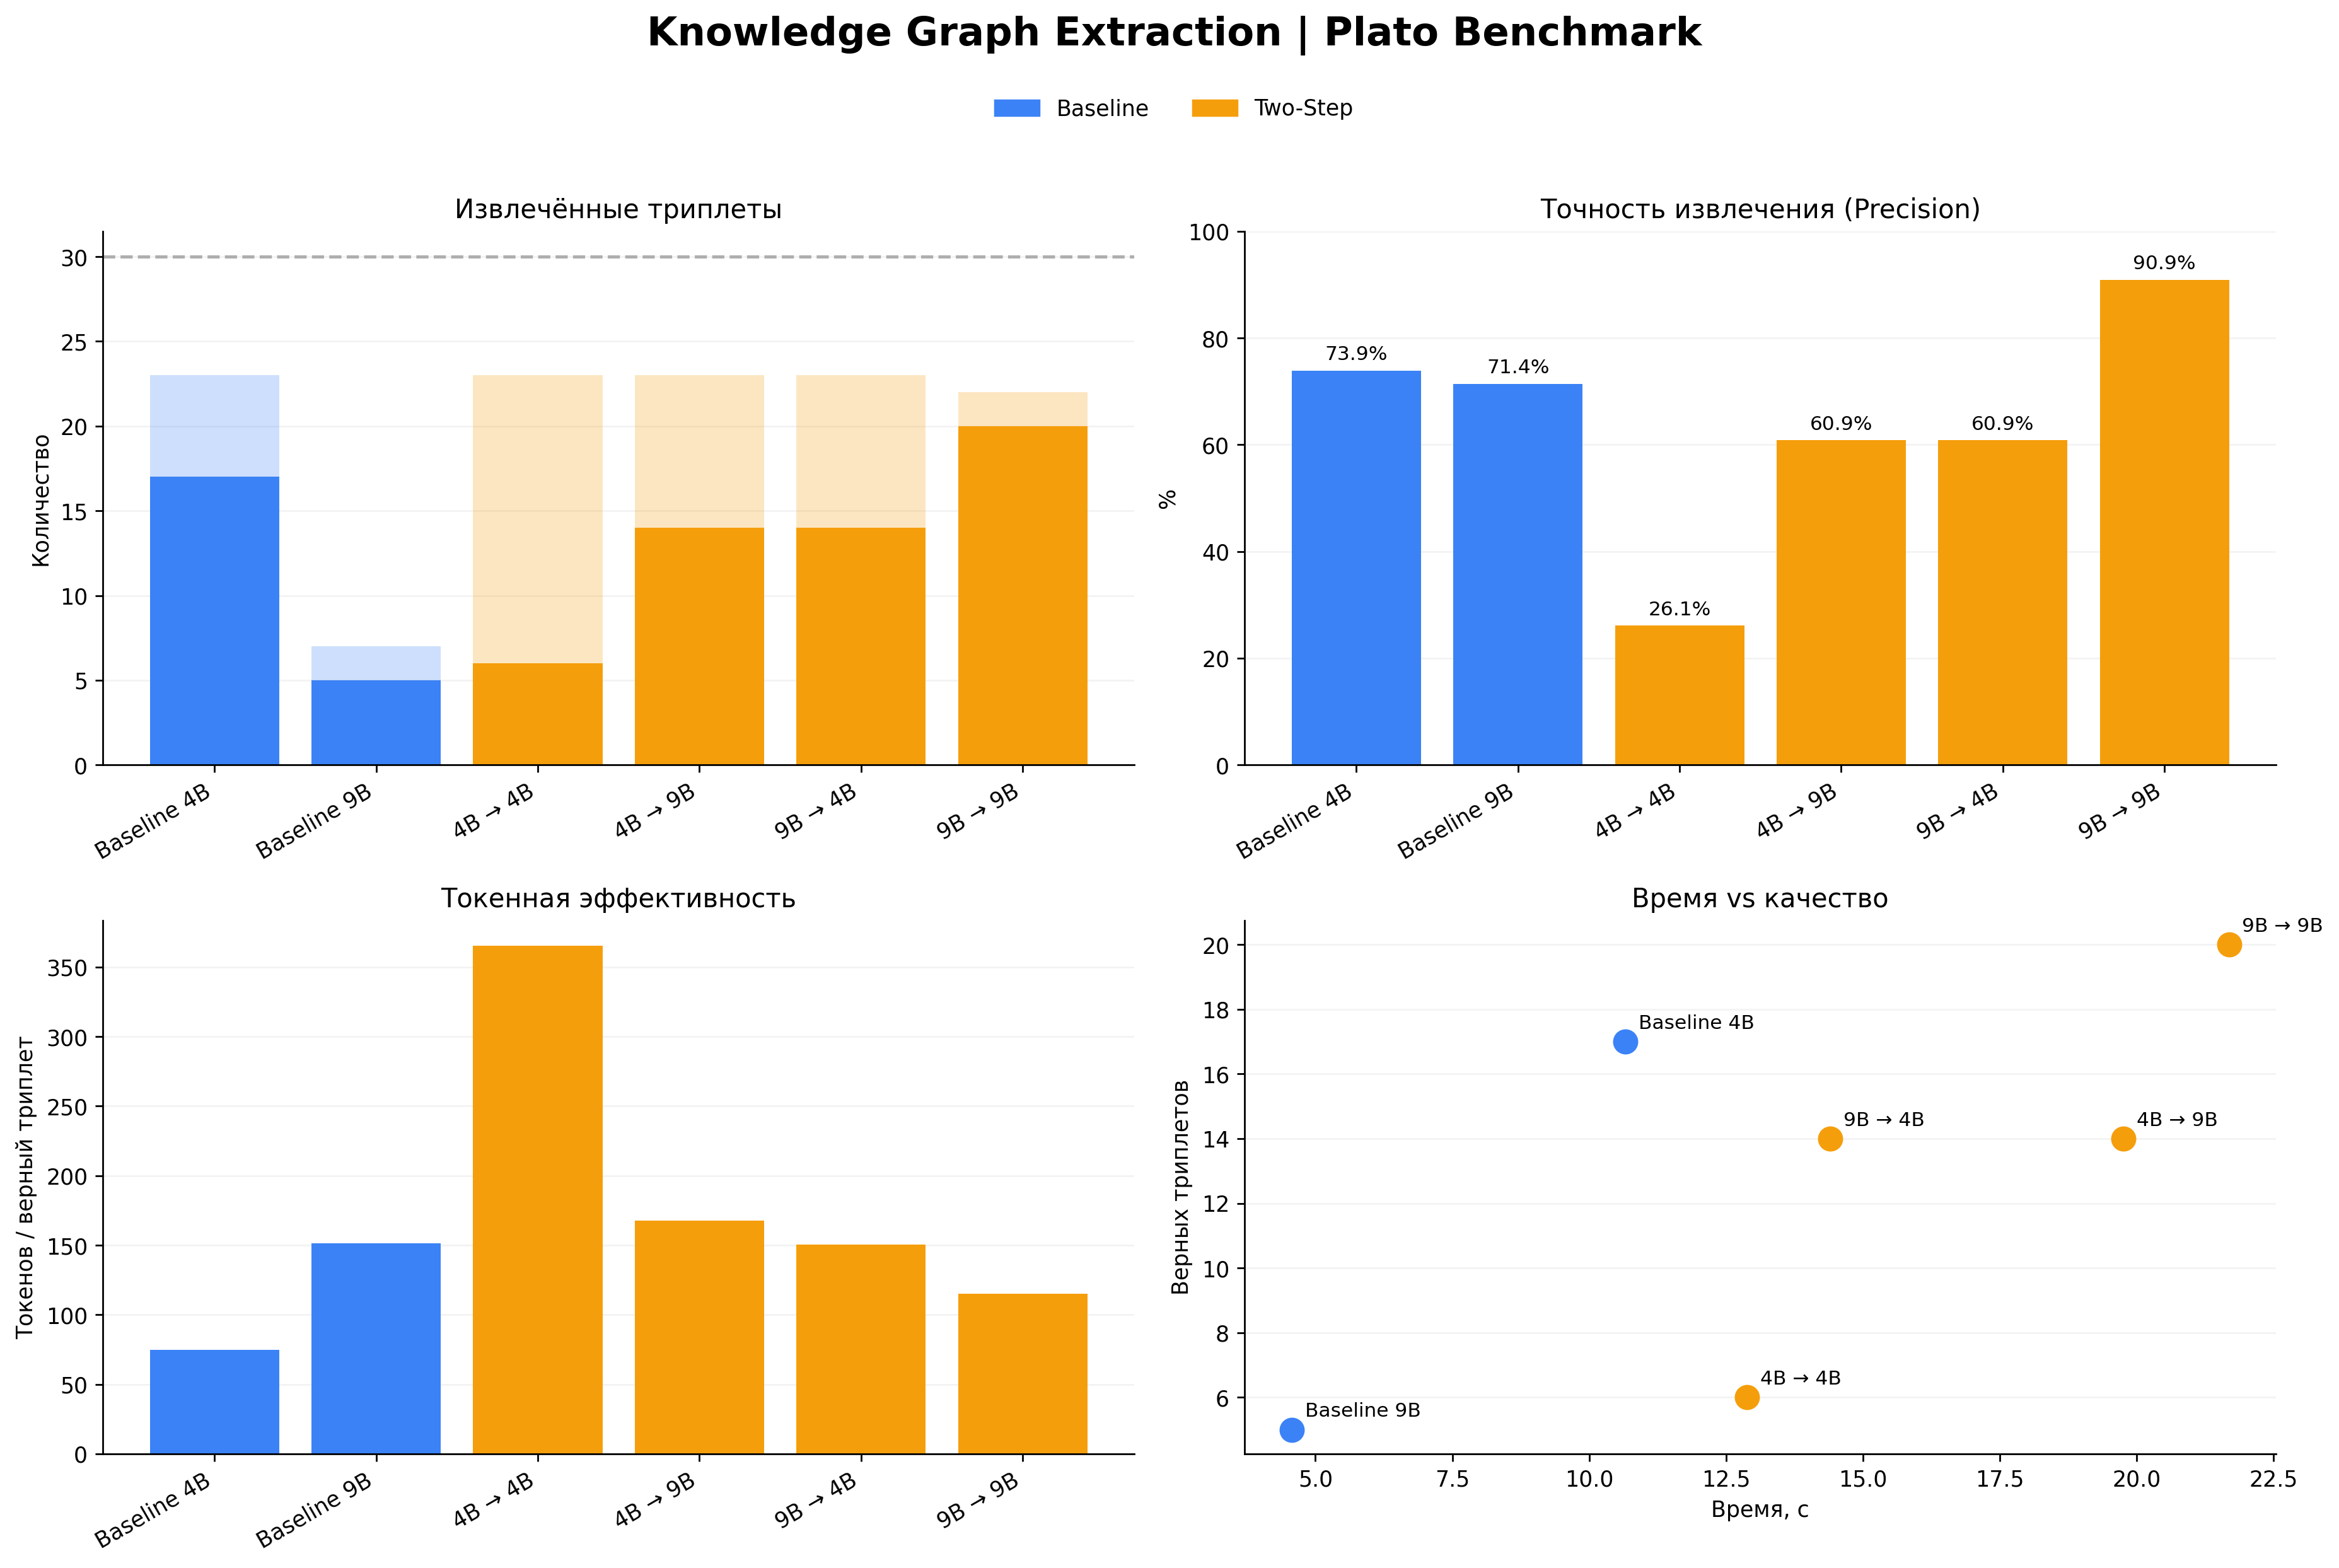 Knowledge Graph Extraction | Plato Benchmark
Baseline
Two-Step
Извлечённые триплеты
Количество
30
25
20
15
10
5
0
Baseline 4B
Baseline 9B
4B → 4B
4B → 9B
9B → 4B
9B → 9B
Точность извлечения (Precision)
%
100
80
60
40
20
0
73.9%
71.4%
26.1%
60.9%
60.9%
90.9%
Baseline 4B
Baseline 9B
4B → 4B
4B → 9B
9B → 4B
9B → 9B
Токенная эффективность
Токенов / верный триплет
350
300
250
200
150
100
50
0
Baseline 4B
Baseline 9B
4B → 4B
4B → 9B
9B → 4B
9B → 9B
Время vs качество
Верных триплетов
20
18
16
14
12
10
8
6
9B → 9B
Baseline 4B
9B → 4B
4B → 9B
4B → 4B
Baseline 9B
5.0
7.5
10.0
12.5
15.0
17.5
20.0
22.5
Время, с